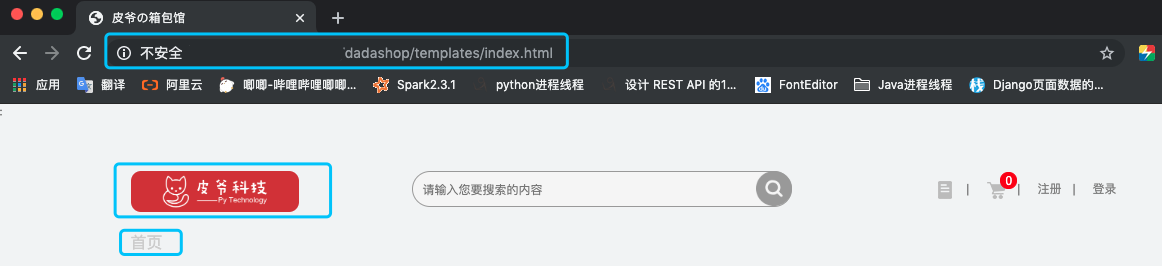 皮爷の箱包馆
不安全 dadashop/templates/index.html
应用 翻译 阿里云 唧唧-哔哩哔哩唧唧... Spark2.3.1 python进程线程 设计 REST API 的1... FontEditor Java进程线程 Django页面数据的...
皮爷科技
Py Technology
请输入您要搜索的内容
| 0 | 注册 | 登录
首页